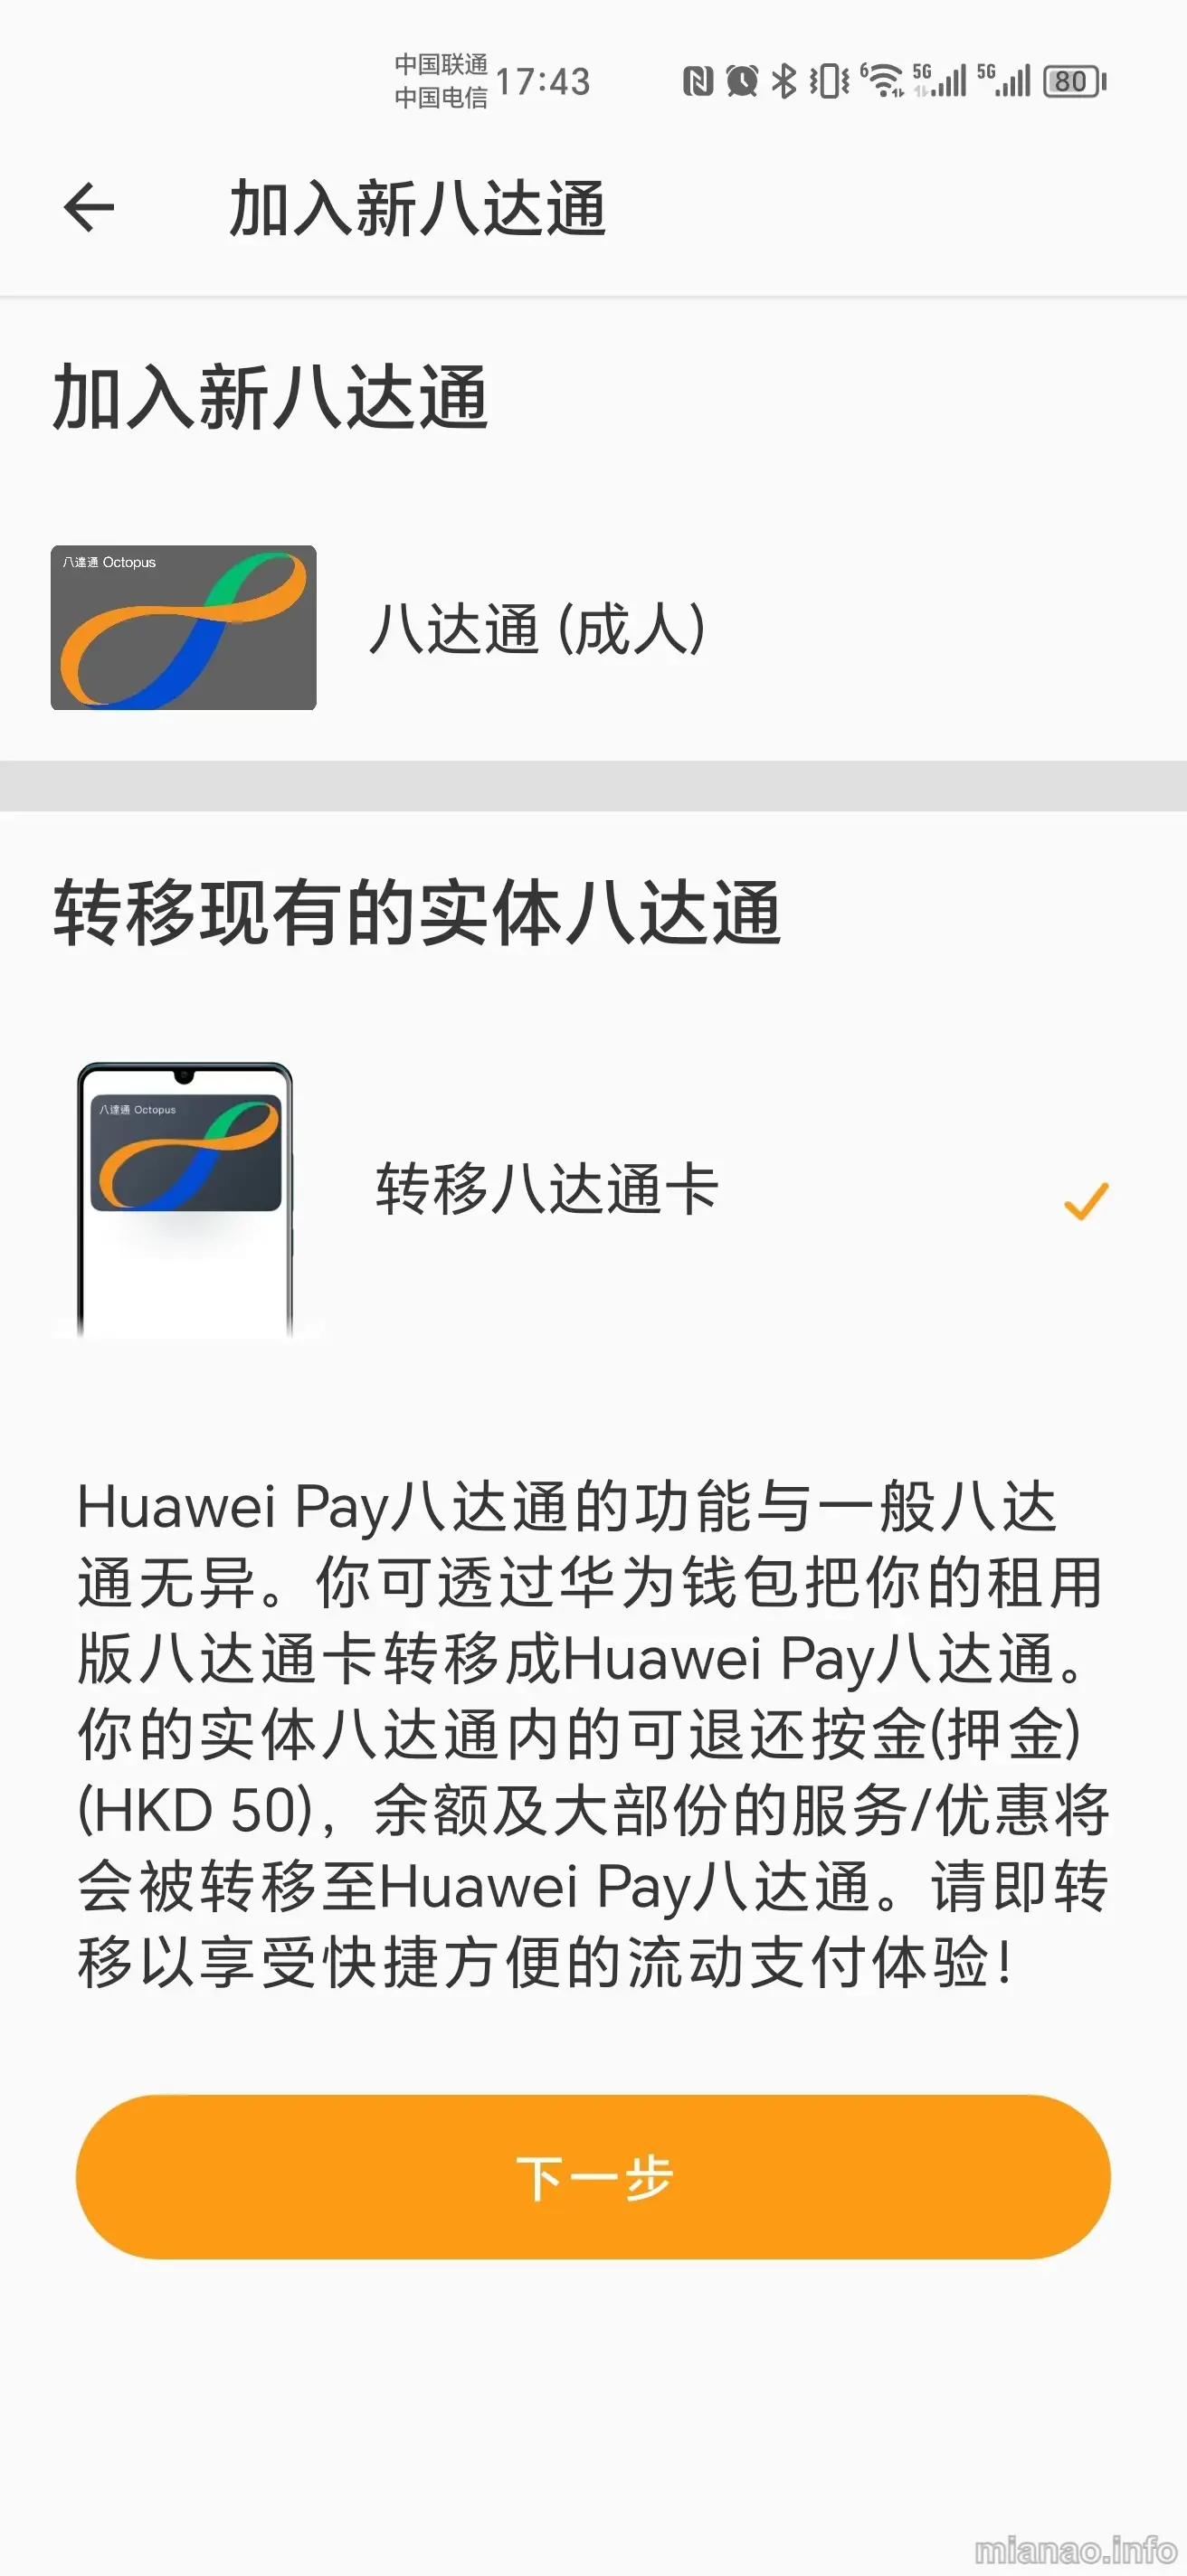 中国联通
中国电信
17:43
6 5G 5G 80
加入新八达通
加入新八达通
八達通 Octopus
八达通 (成人)
转移现有的实体八达通
八達通 Octopus
转移八达通卡
Huawei Pay八达通的功能与一般八达
通无异。你可透过华为钱包把你的租用
版八达通卡转移成Huawei Pay八达通。
你的实体八达通内的可退还按金(押金)
(HKD 50)，余额及大部份的服务/优惠将
会被转移至Huawei Pay八达通。请即转
移以享受快捷方便的流动支付体验!
下一步
mianao.info